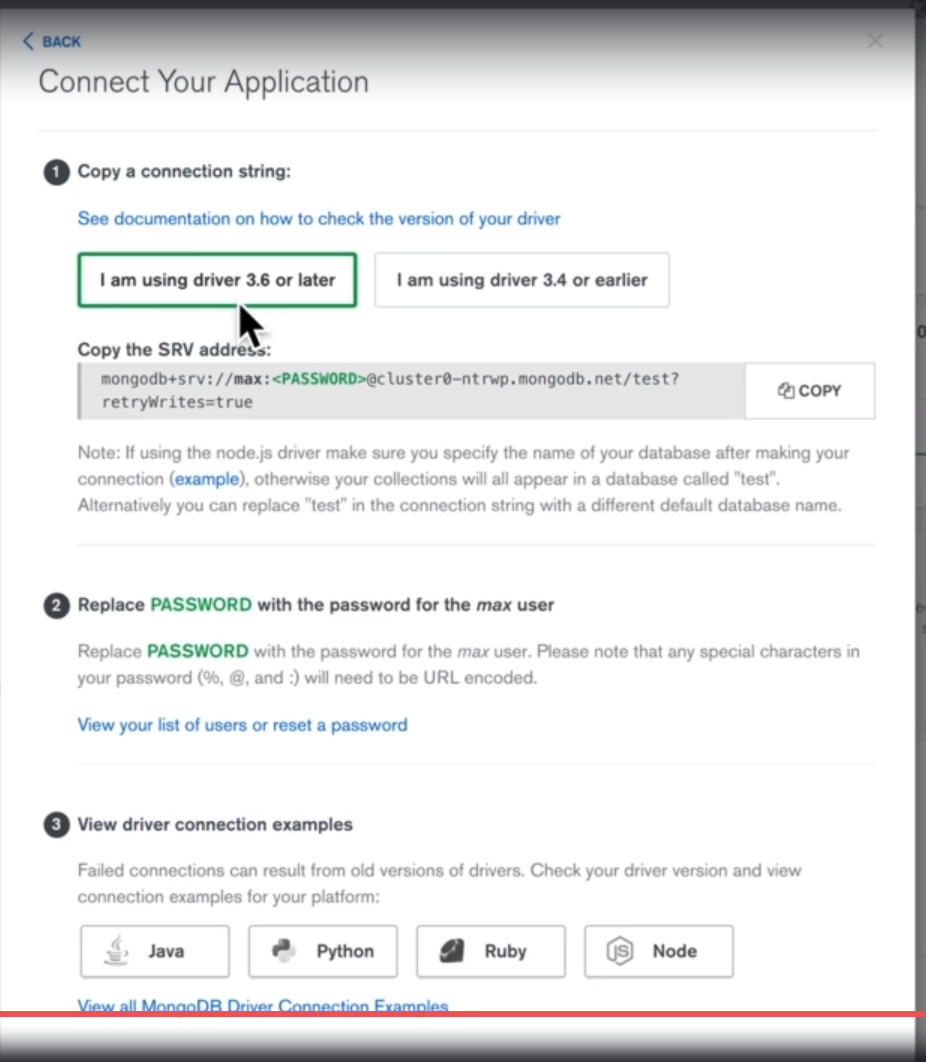 BACK
Connect Your Application
1 Copy a connection string:
See documentation on how to check the version of your driver
I am using driver 3.6 or later
I am using driver 3.4 or earlier
Copy the SRV address:
mongodb+srv://max:<PASSWORD>@cluster0-ntrwp.mongodb.net/test?
retryWrites=true
COPY
Note: If using the node.js driver make sure you specify the name of your database after making your
connection (example), otherwise your collections will all appear in a database called "test".
Alternatively you can replace "test" in the connection string with a different default database name.
2 Replace PASSWORD with the password for the max user
Replace PASSWORD with the password for the max user. Please note that any special characters in
your password (%, @, and :) will need to be URL encoded.
View your list of users or reset a password
3 View driver connection examples
Failed connections can result from old versions of drivers. Check your driver version and view
connection examples for your platform:
Java
Python
Ruby
JS Node
View all MongoDB Driver Connection Examples